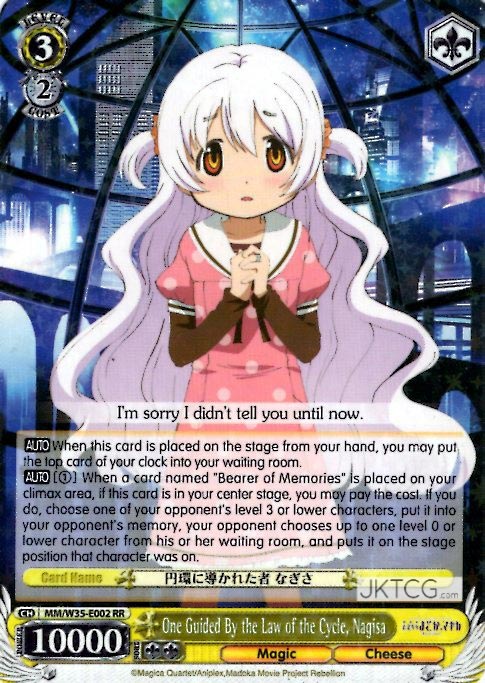 LEVEL
3
2
COST
I'm sorry I didn't tell you until now.
AUTO When this card is placed on the stage from your hand, you may put
the top card of your clock into your waiting room.
AUTO [①] When a card named "Bearer of Memories" is placed on your
climax area, if this card is in your center stage, you may pay the cost. If you
do, choose one of your opponent's level 3 or lower characters, put it into
your opponent's memory, your opponent chooses up to one level 0 or
lower character from his or her waiting room, and puts it on the stage
position that character was on.
Card Name
円環に導かれた者 なぎさ
JKTCG.com
CH MM/W35-E002 RR
POWER
10000
SOUL
One Guided By the Law of the Cycle, Nagisa
Magic Cheese
©Magica Quartet/Aniplex,Madoka Movie Project Rebellion